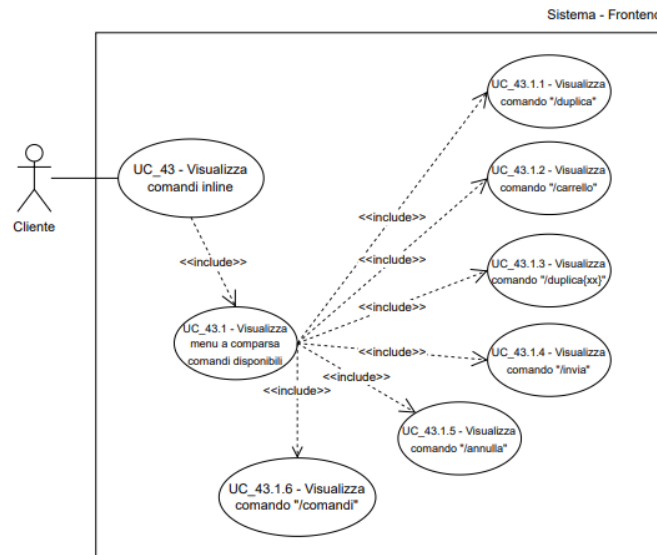 Sistema - Frontend
UC_43.1.1 - Visualizza
comando "/duplica"
UC_43 - Visualizza
comandi inline
Cliente
UC_43.1.2 - Visualizza
comando "/carrello"
<<include>>
<<include>>
<<include>>
UC_43.1.3 - Visualizza
comando "/duplica{xx}"
<<include>>
UC_43.1 - Visualizza
menu a comparsa
comandi disponibili
<<include>>
UC_43.1.4 - Visualizza
comando "/invia"
<<include>>
<<include>>
UC_43.1.5 - Visualizza
comando "/annulla"
UC_43.1.6 - Visualizza
comando "/comandi"